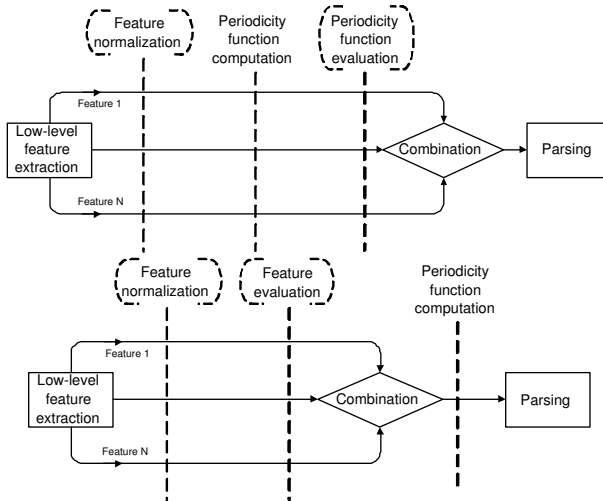 Feature
normalization
Periodicity
function
computation
Periodicity
function
evaluation
Feature 1
Low-level
feature
extraction
Combination
Parsing
Feature N
Feature
normalization
Feature
evaluation
Periodicity
function
computation
Feature 1
Low-level
feature
extraction
Combination
Parsing
Feature N